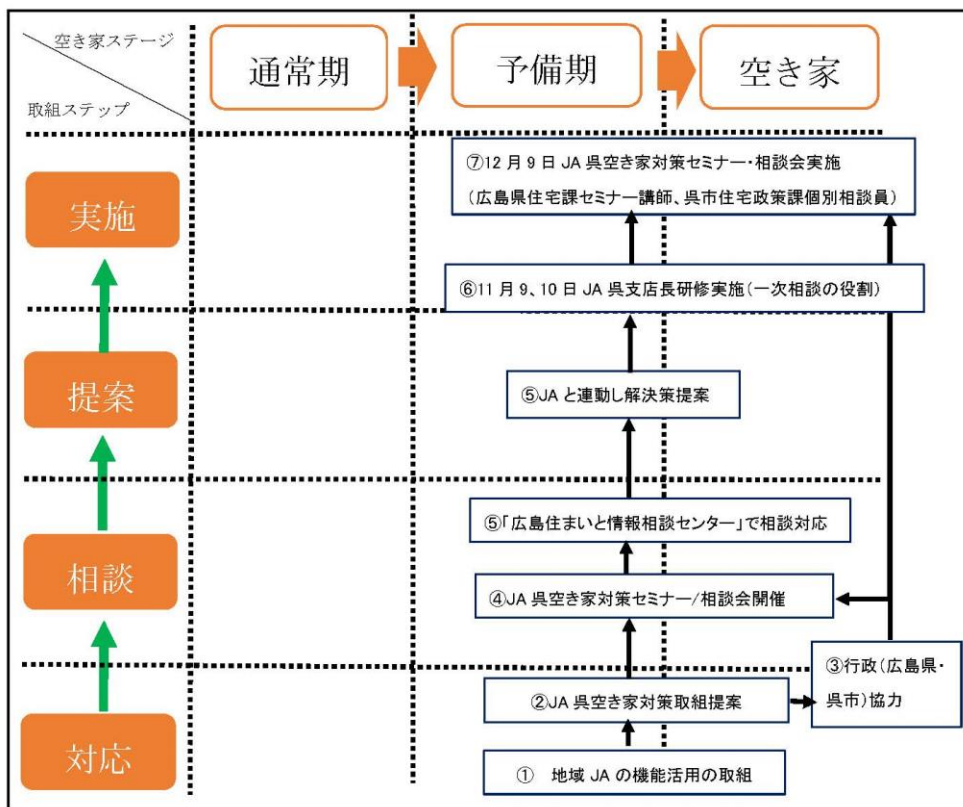 空き家ステージ
取組ステップ
通常期
予備期
空き家
実施
提案
相談
対応
⑦12月9日 JA 呉空き家対策セミナー・相談会実施
（広島県住宅課セミナー講師、呉市住宅政策課個別相談員）
⑥11月9、10日 JA 呉支店長研修実施（一次相談の役割）
⑤JAと連動し解決策提案
⑤「広島住まいと情報相談センター」で相談対応
④JA 呉空き家対策セミナー/相談会開催
③行政（広島県・
呉市）協力
②JA 呉空き家対策取組提案
① 地域 JA の機能活用の取組